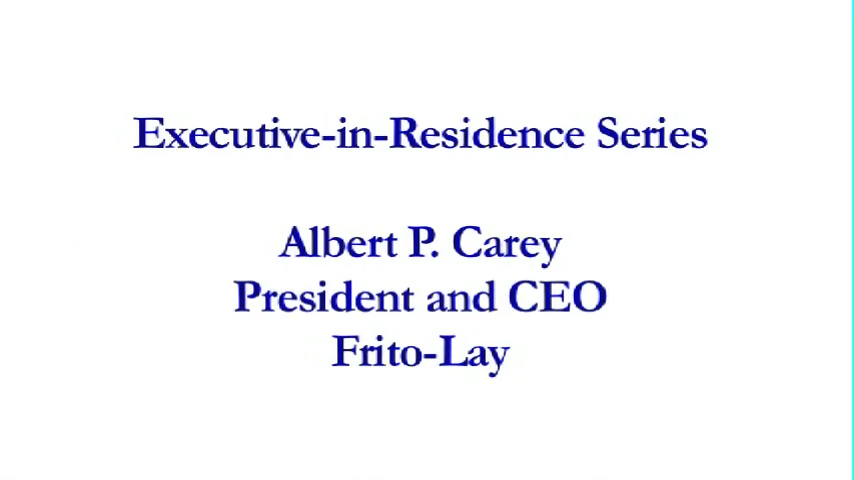 Executive-in-Residence Series
Albert P. Carey
President and CEO
Frito-Lay